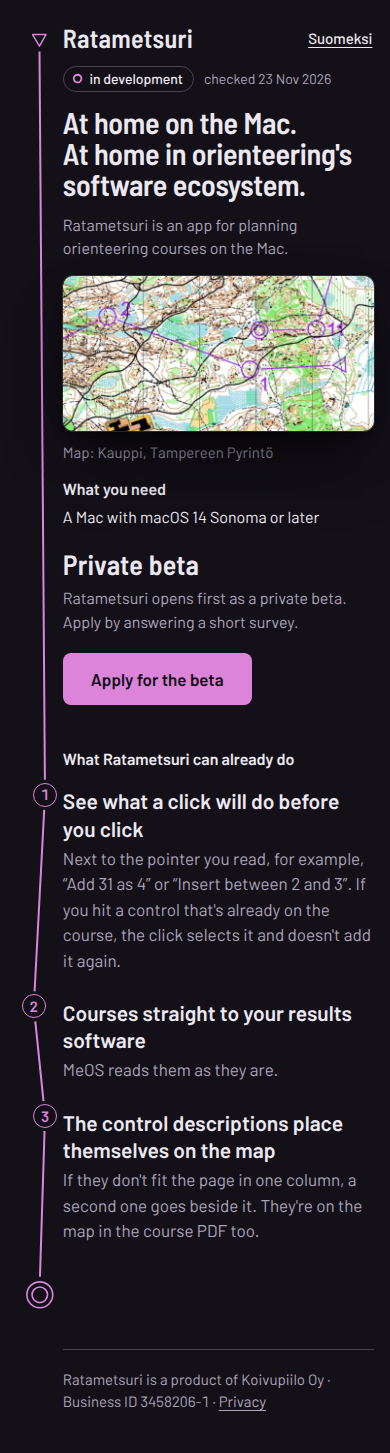 Ratametsuri
Suomeksi
in development
checked 23 Nov 2026
At home on the Mac.
At home in orienteering's
software ecosystem.
Ratametsuri is an app for planning
orienteering courses on the Mac.
2
11
1
Map: Kauppi, Tampereen Pyrintö
What you need
A Mac with macOS 14 Sonoma or later
Private beta
Ratametsuri opens first as a private beta.
Apply by answering a short survey.
Apply for the beta
What Ratametsuri can already do
1
See what a click will do before
you click
Next to the pointer you read, for example,
“Add 31 as 4” or “Insert between 2 and 3”. If
you hit a control that's already on the
course, the click selects it and doesn't add
it again.
2
Courses straight to your results
software
MeOS reads them as they are.
3
The control descriptions place
themselves on the map
If they don't fit the page in one column, a
second one goes beside it. They're on the
map in the course PDF too.
Ratametsuri is a product of Koivupiilo Oy ·
Business ID 3458206-1 · Privacy